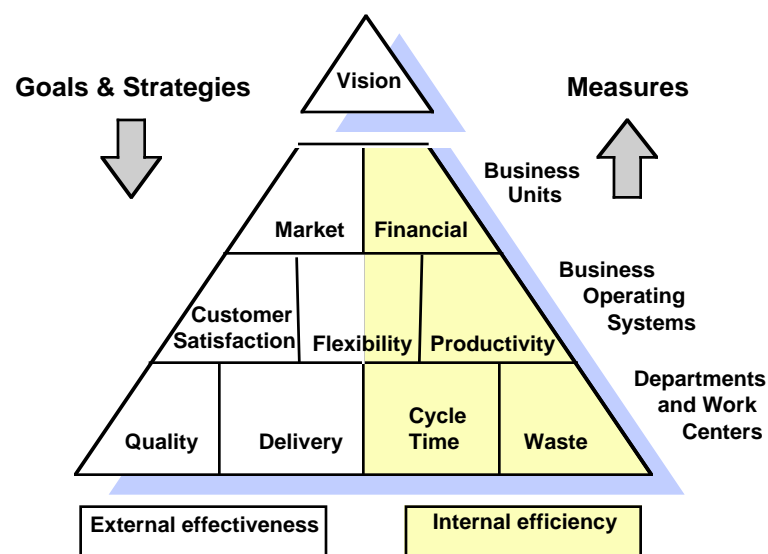 Vision
Goals & Strategies
Measures
Business
Units
Market
Financial
Business
Operating
Systems
Customer
Satisfaction
Flexibility
Productivity
Departments
and Work
Centers
Quality
Delivery
Cycle
Time
Waste
External effectiveness
Internal efficiency